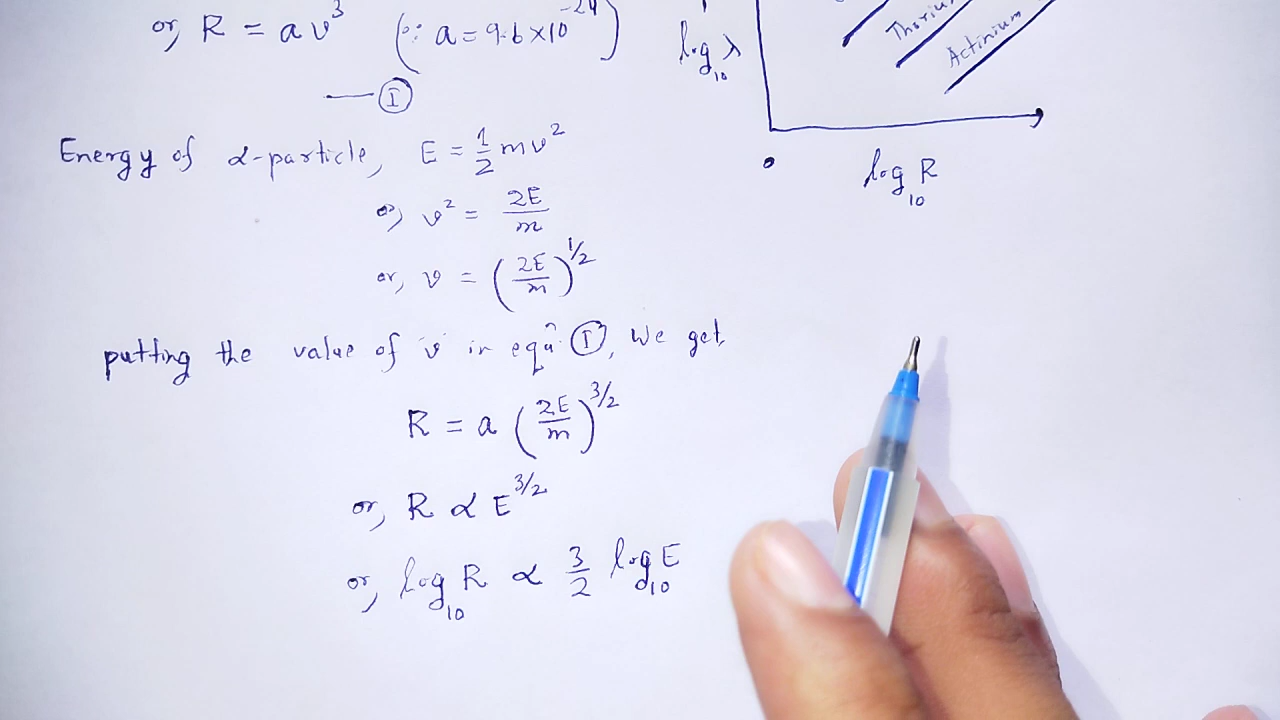 or, R = a v³ (∵ a = 9.6×10⁻²⁴)
— Ⓘ
Energy of α-particle, E = 1/2 mv²
or, v² = 2E/m
or, v = (2E/m)^1/2
putting the value of v in eqⁿ Ⓘ, We get,
R = a (2E/m)^3/2
or, R ∝ E^3/2
or, log₁₀ R ∝ 3/2 log₁₀ E
log₁₀ λ
Actinium
0
log₁₀ R